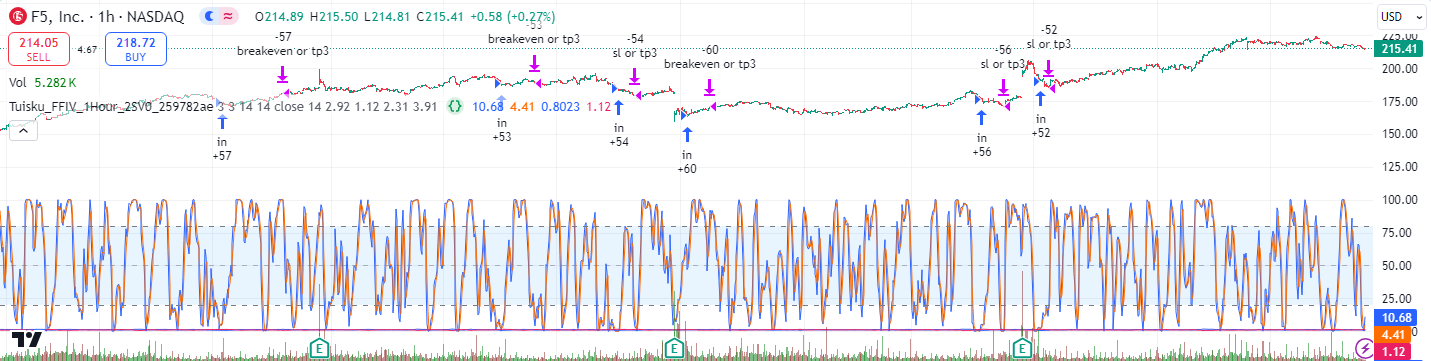 F5, Inc. · 1h · NASDAQ O214.89 H215.50 L214.81 C215.41 +0.58 (+0.27%)
USD
214.05 SELL
4.67
218.72 BUY
Vol 5.282 K
Tuisku_FFIV_1Hour_2SV0_259782ae 3 3 14 14 close 14 2.92 1.12 2.31 3.91 10.68 4.41 0.8023 1.12
-57
breakeven or tp3
-53
breakeven or tp3
-54
sl or tp3
-60
breakeven or tp3
-56
sl or tp3
-52
sl or tp3
in
+57
in
+53
in
+54
in
+60
in
+56
in
+52
225.00
215.41
200.00
175.00
150.00
125.00
100.00
75.00
50.00
25.00
10.68
4.41
1.12
E
E
E